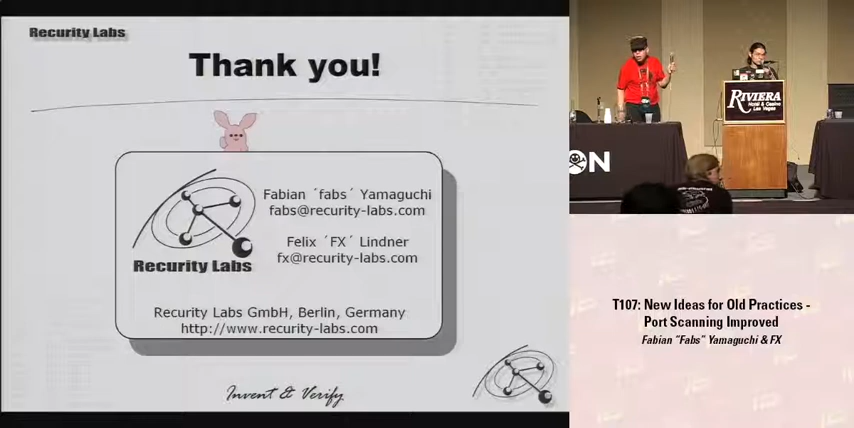 Recurity Labs
Thank you!
Fabian ´fabs´ Yamaguchi
fabs@recurity-labs.com
Felix ´FX´ Lindner
fx@recurity-labs.com
Recurity Labs
Recurity Labs GmbH, Berlin, Germany
http://www.recurity-labs.com
Invent & Verify
RIVIERA
Hotel & Casino
Las Vegas
ON
T107: New Ideas for Old Practices -
Port Scanning Improved
Fabian "Fabs" Yamaguchi & FX